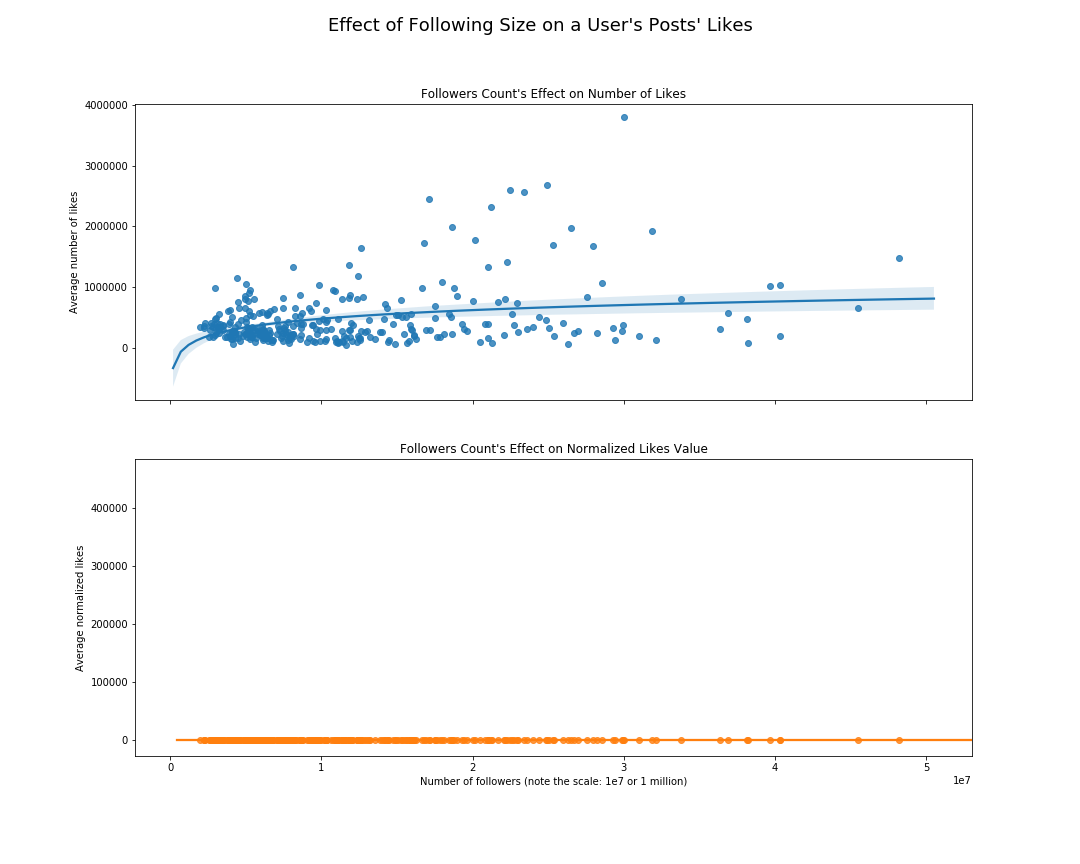 Effect of Following Size on a User's Posts' Likes
Followers Count's Effect on Number of Likes
4000000
3000000
2000000
1000000
0
Average number of likes
Followers Count's Effect on Normalized Likes Value
400000
300000
200000
100000
0
Average normalized likes
0 1 2 3 4 5
1e7
Number of followers (note the scale: 1e7 or 1 million)